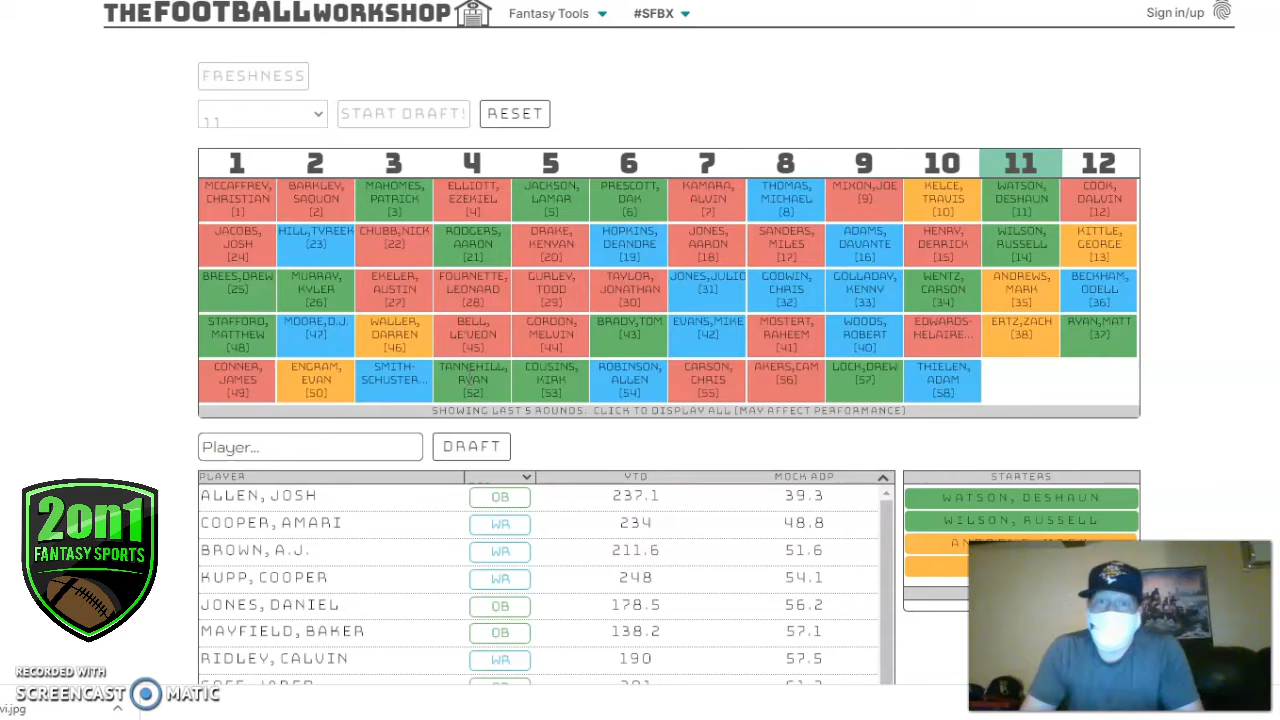 THEFOOTBALLWORKSHOP
Fantasy Tools
#SFBX
Sign in/up
FRESHNESS
11
START DRAFT!
RESET
1 2 3 4 5 6 7 8 9 10 11 12
MCCAFFREY, CHRISTIAN [1]
BARKLEY, SAQUON [2]
MAHOMES, PATRICK [3]
ELLIOTT, EZEKIEL [4]
JACKSON, LAMAR [5]
PRESCOTT, DAK [6]
KAMARA, ALVIN [7]
THOMAS, MICHAEL [8]
MIXON,JOE [9]
KELCE, TRAVIS [10]
WATSON, DESHAUN [11]
COOK, DALVIN [12]
JACOBS, JOSH [24]
HILL,TYREEK [23]
CHUBB,NICK [22]
RODGERS, AARON [21]
DRAKE, KENYAN [20]
HOPKINS, DEANDRE [19]
JONES, AARON [18]
SANDERS, MILES [17]
ADAMS, DAVANTE [16]
HENRY, DERRICK [15]
WILSON, RUSSELL [14]
KITTLE, GEORGE [13]
BREES,DREW [25]
MURRAY, KYLER [26]
EKELER, AUSTIN [27]
FOURNETTE, LEONARD [28]
GURLEY, TODD [29]
TAYLOR, JONATHAN [30]
JONES,JULIO [31]
GODWIN, CHRIS [32]
GOLLADAY, KENNY [33]
WENTZ, CARSON [34]
ANDREWS, MARK [35]
BECKHAM, ODELL [36]
STAFFORD, MATTHEW [48]
MOORE,D.J. [47]
WALLER, DARREN [46]
BELL, LE'VEON [45]
GORDON, MELVIN [44]
BRADY,TOM [43]
EVANS,MIKE [42]
MOSTERT, RAHEEM [41]
WOODS, ROBERT [40]
EDWARDS-HELAIRE...
ERTZ,ZACH [38]
RYAN,MATT [37]
CONNER, JAMES [49]
ENGRAM, EVAN [50]
SMITH-SCHUSTER...
TANNEHILL, RYAN [52]
COUSINS, KIRK [53]
ROBINSON, ALLEN [54]
CARSON, CHRIS [55]
AKERS,CAM [56]
LOCK,DREW [57]
THIELEN, ADAM [58]
SHOWING LAST 5 ROUNDS. CLICK TO DISPLAY ALL (MAY AFFECT PERFORMANCE)
Player...
DRAFT
PLAYER YTD MOCK ADP
ALLEN, JOSH QB 237.1 39.3
COOPER, AMARI WR 234 48.8
BROWN, A.J. WR 211.6 51.6
KUPP, COOPER WR 248 54.1
JONES, DANIEL QB 178.5 56.2
MAYFIELD, BAKER QB 138.2 57.1
RIDLEY, CALVIN WR 190 57.5
STARTERS
WATSON, DESHAUN
WILSON, RUSSELL
2on1
FANTASY SPORTS
RECORDED WITH
SCREENCAST MATIC
vi.jpg